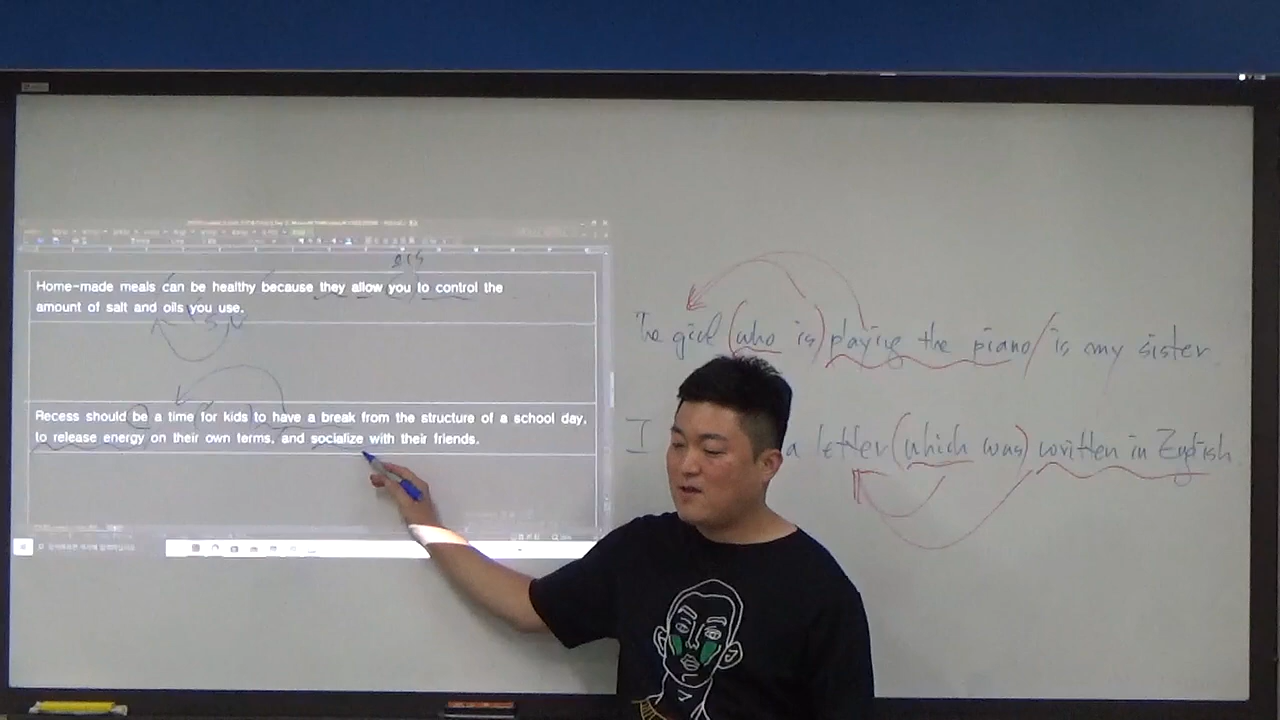 Home-made meals can be healthy because they allow you to control the
amount of salt and oils you use.
Recess should be a time for kids to have a break from the structure of a school day,
to release energy on their own terms, and socialize with their friends.
The girl (who is) playing the piano / is my sister
I
a letter (which was) written in English